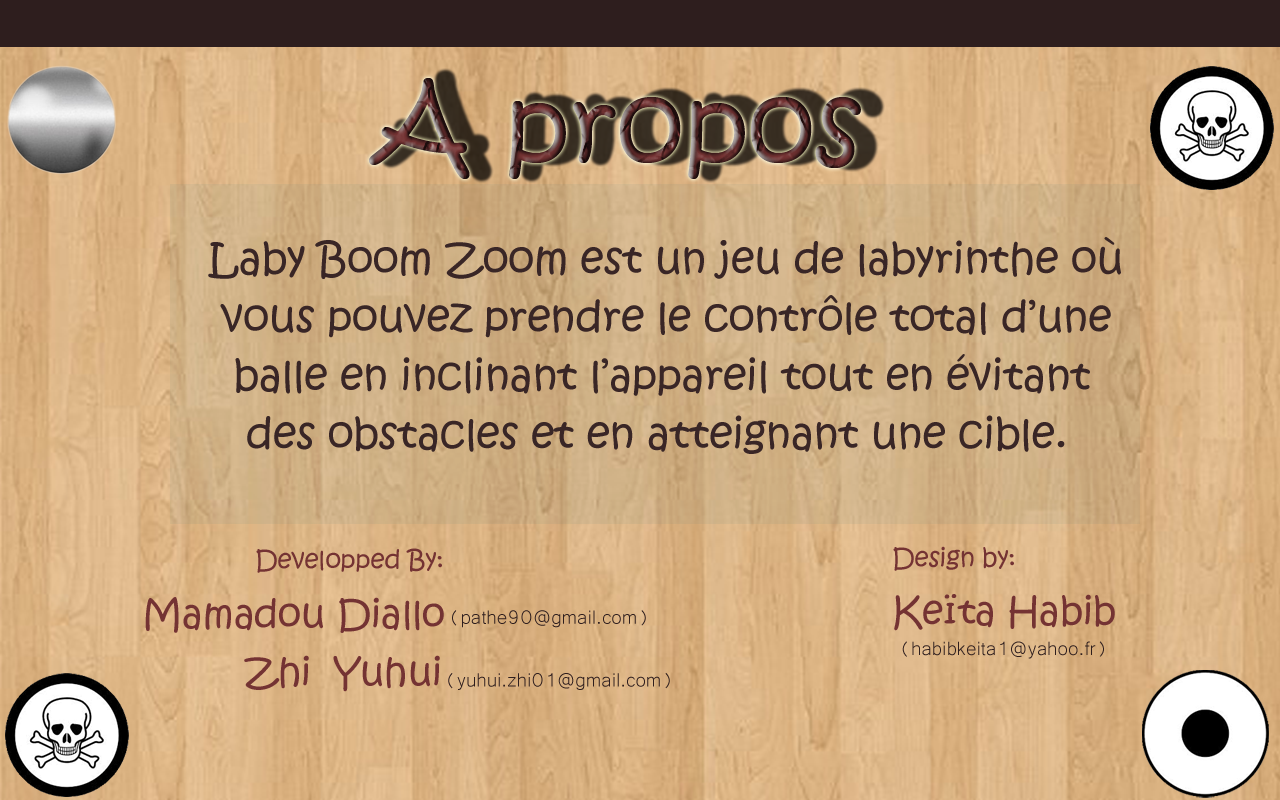 A propos
Laby Boom Zoom est un jeu de labyrinthe où
vous pouvez prendre le contrôle total d’une
balle en inclinant l’appareil tout en évitant
des obstacles et en atteignant une cible.
Developped By:
Mamadou Diallo (pathe90@gmail.com)
Zhi Yuhui (yuhui.zhi01@gmail.com)
Design by:
Keïta Habib
(habibkeita1@yahoo.fr)